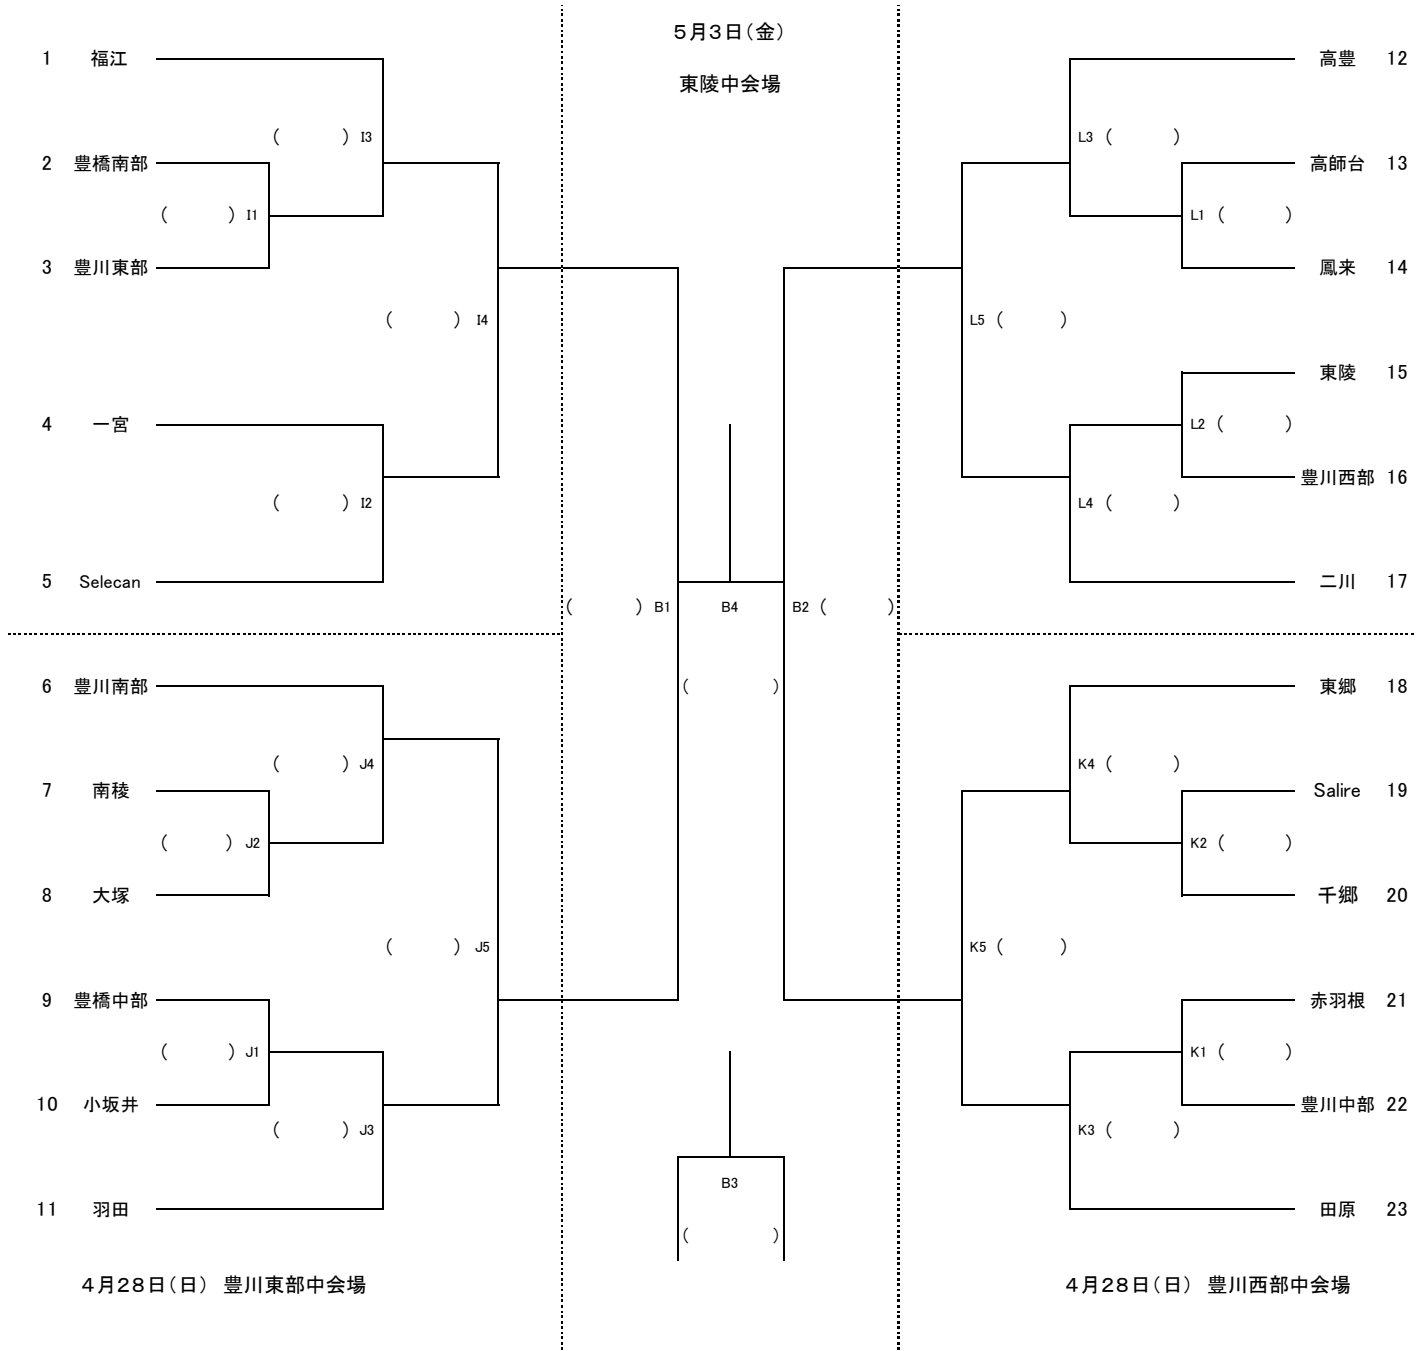 5月3日（金）
東陵中会場
1 福江
（ ） I3
2 豊橋南部
（ ） I1
3 豊川東部
（ ） I4
4 一宮
（ ） I2
5 Selecan
6 豊川南部
（ ） J4
7 南稜
（ ） J2
8 大塚
（ ） J5
9 豊橋中部
（ ） J1
10 小坂井
（ ） J3
11 羽田
4月28日（日） 豊川東部中会場
（ ） B1
B4
（ ）
B2 （ ）
B3
（ ）
高豊 12
L3 （ ）
高師台 13
L1 （ ）
鳳来 14
L5 （ ）
東陵 15
L2 （ ）
豊川西部 16
L4 （ ）
二川 17
東郷 18
K4 （ ）
Salire 19
K2 （ ）
千郷 20
K5 （ ）
赤羽根 21
K1 （ ）
豊川中部 22
K3 （ ）
田原 23
4月28日（日） 豊川西部中会場